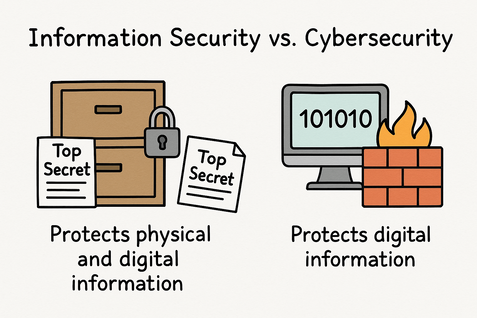 Information Security vs. Cybersecurity
Top
Secret
Top
Secret
101010
Protects physical
and digital
information
Protects digital
information